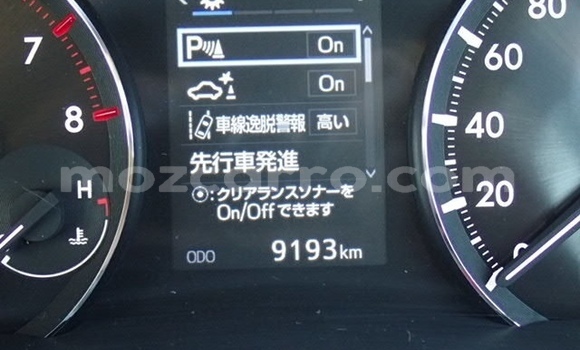 P On
On
車線逸脱警報 高い
先行車発進
⦿:クリアランスソナーを
On/Offできます
ODO 9193km
7
8
H
80
60
40
20
0
mozcarro.com